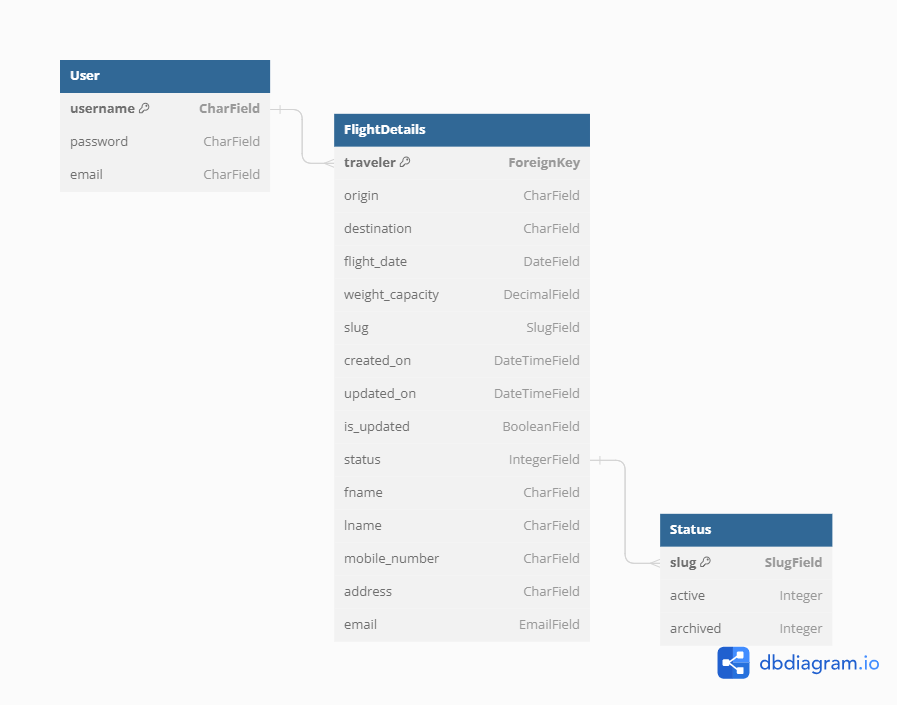 User
username CharField
password CharField
email CharField
FlightDetails
traveler ForeignKey
origin CharField
destination CharField
flight_date DateField
weight_capacity DecimalField
slug SlugField
created_on DateTimeField
updated_on DateTimeField
is_updated BooleanField
status IntegerField
fname CharField
lname CharField
mobile_number CharField
address CharField
email EmailField
Status
slug SlugField
active Integer
archived Integer
dbdiagram.io